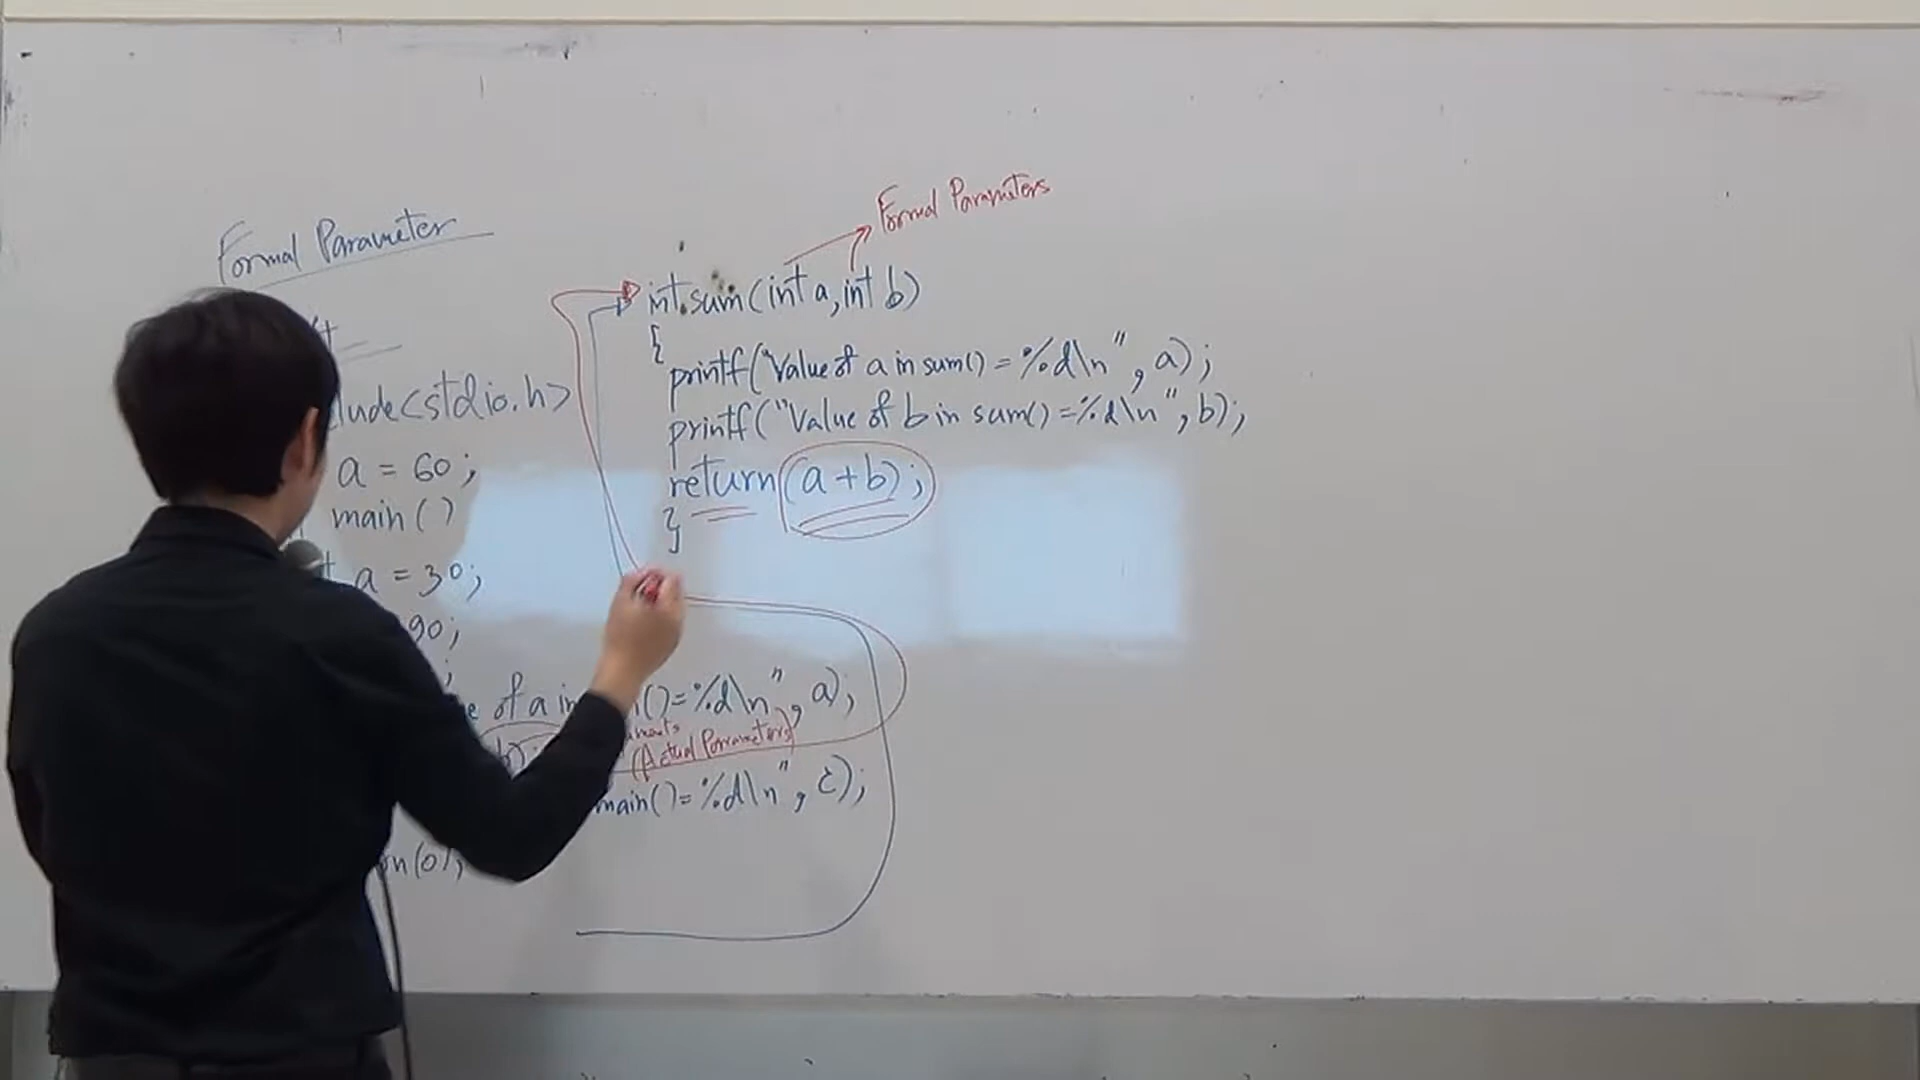 Formal Parameter
lude<stdio.h>
a = 60;
main()
a = 30;
90;
e of a in ()=%d\n", a);
(Actual Parameters)
main()=%d\n", c);
n(0);
Formal Parameters
int sum(int a, int b)
{
printf("Value of a in sum() = %d\n", a);
printf("Value of b in sum() =%d\n", b);
return (a+b);
}